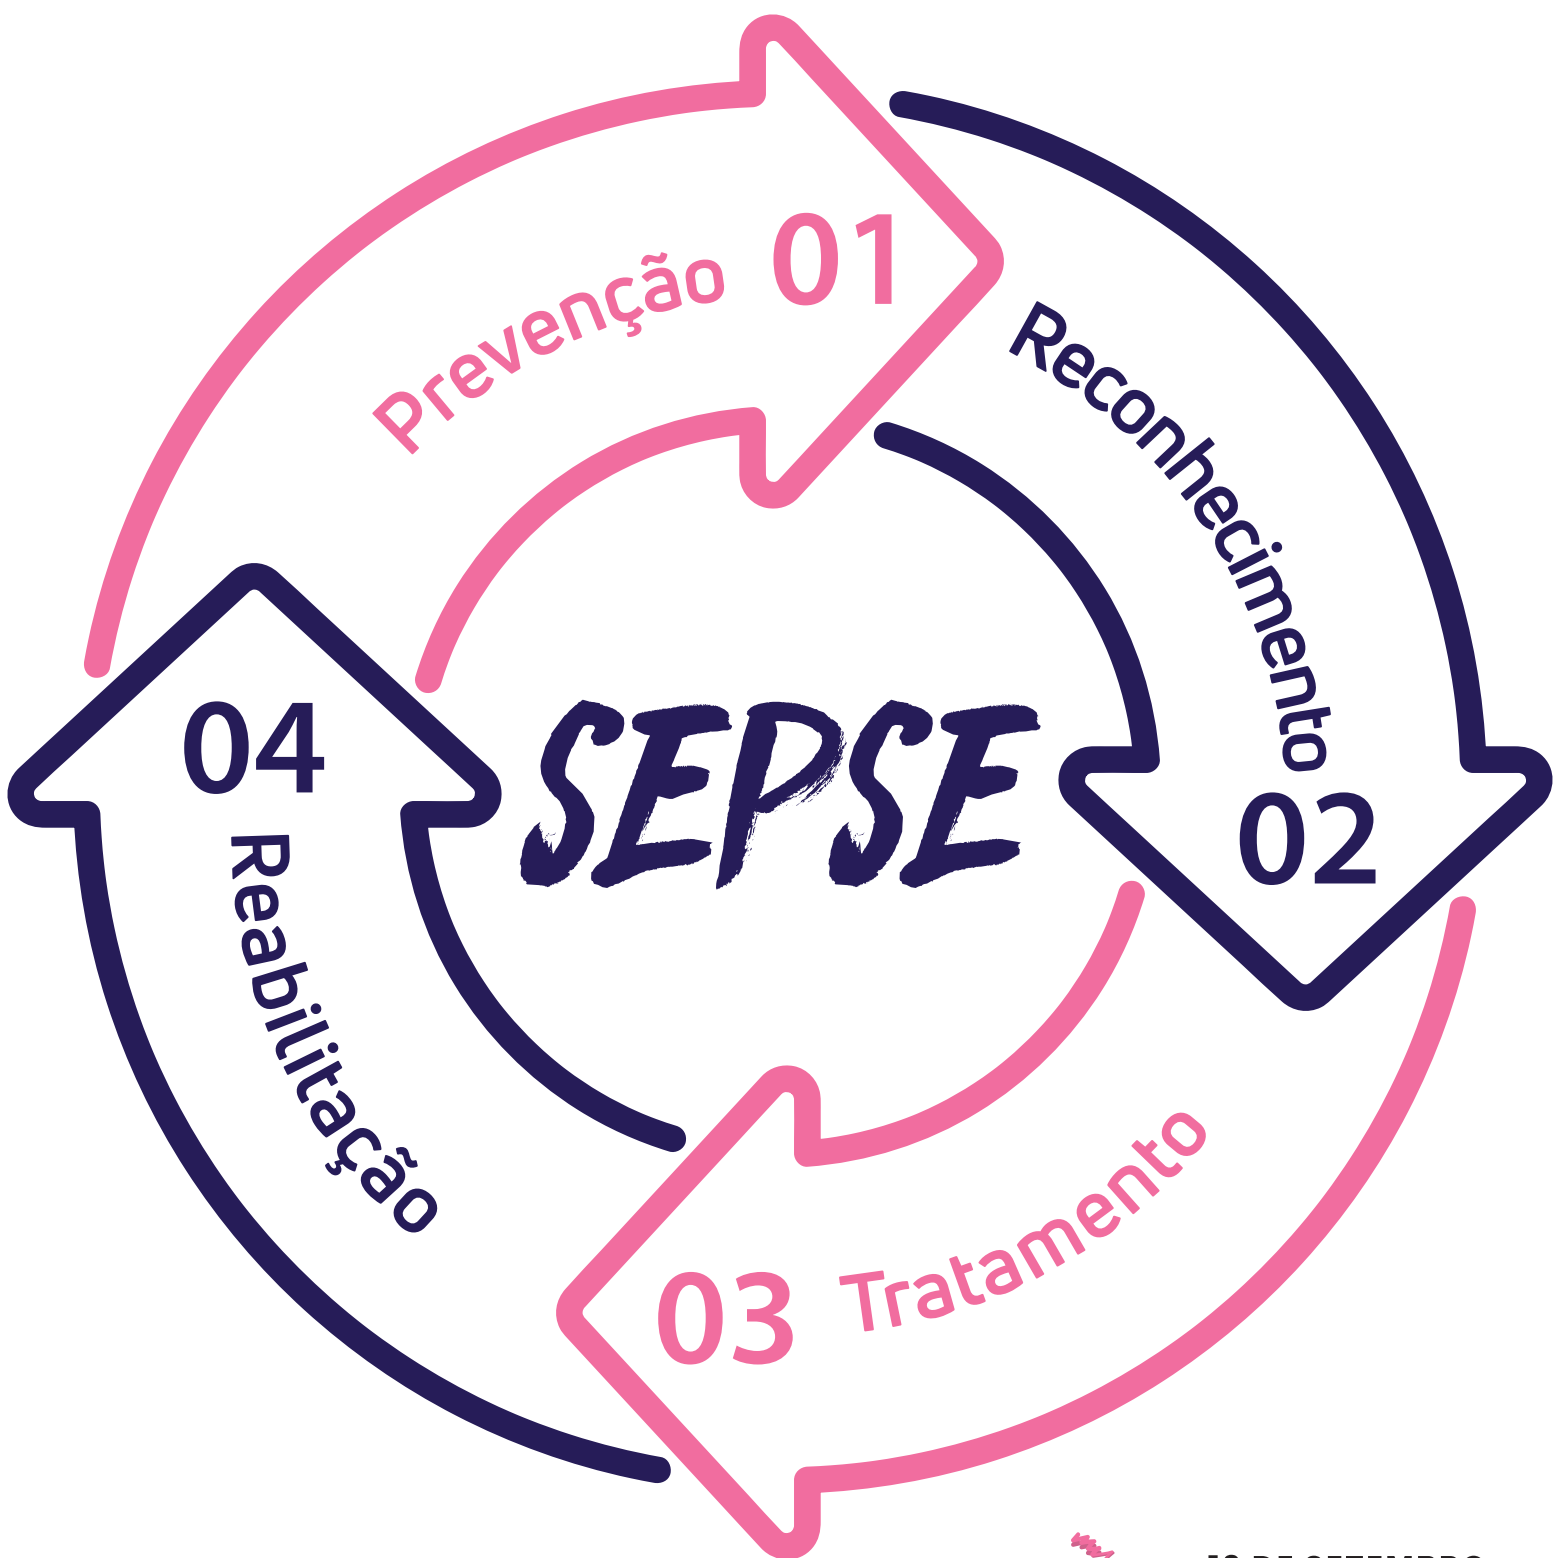 Prevenção 01
Reconhecimento
02
SEPSE
04
Reabilitação
03 Tratamento